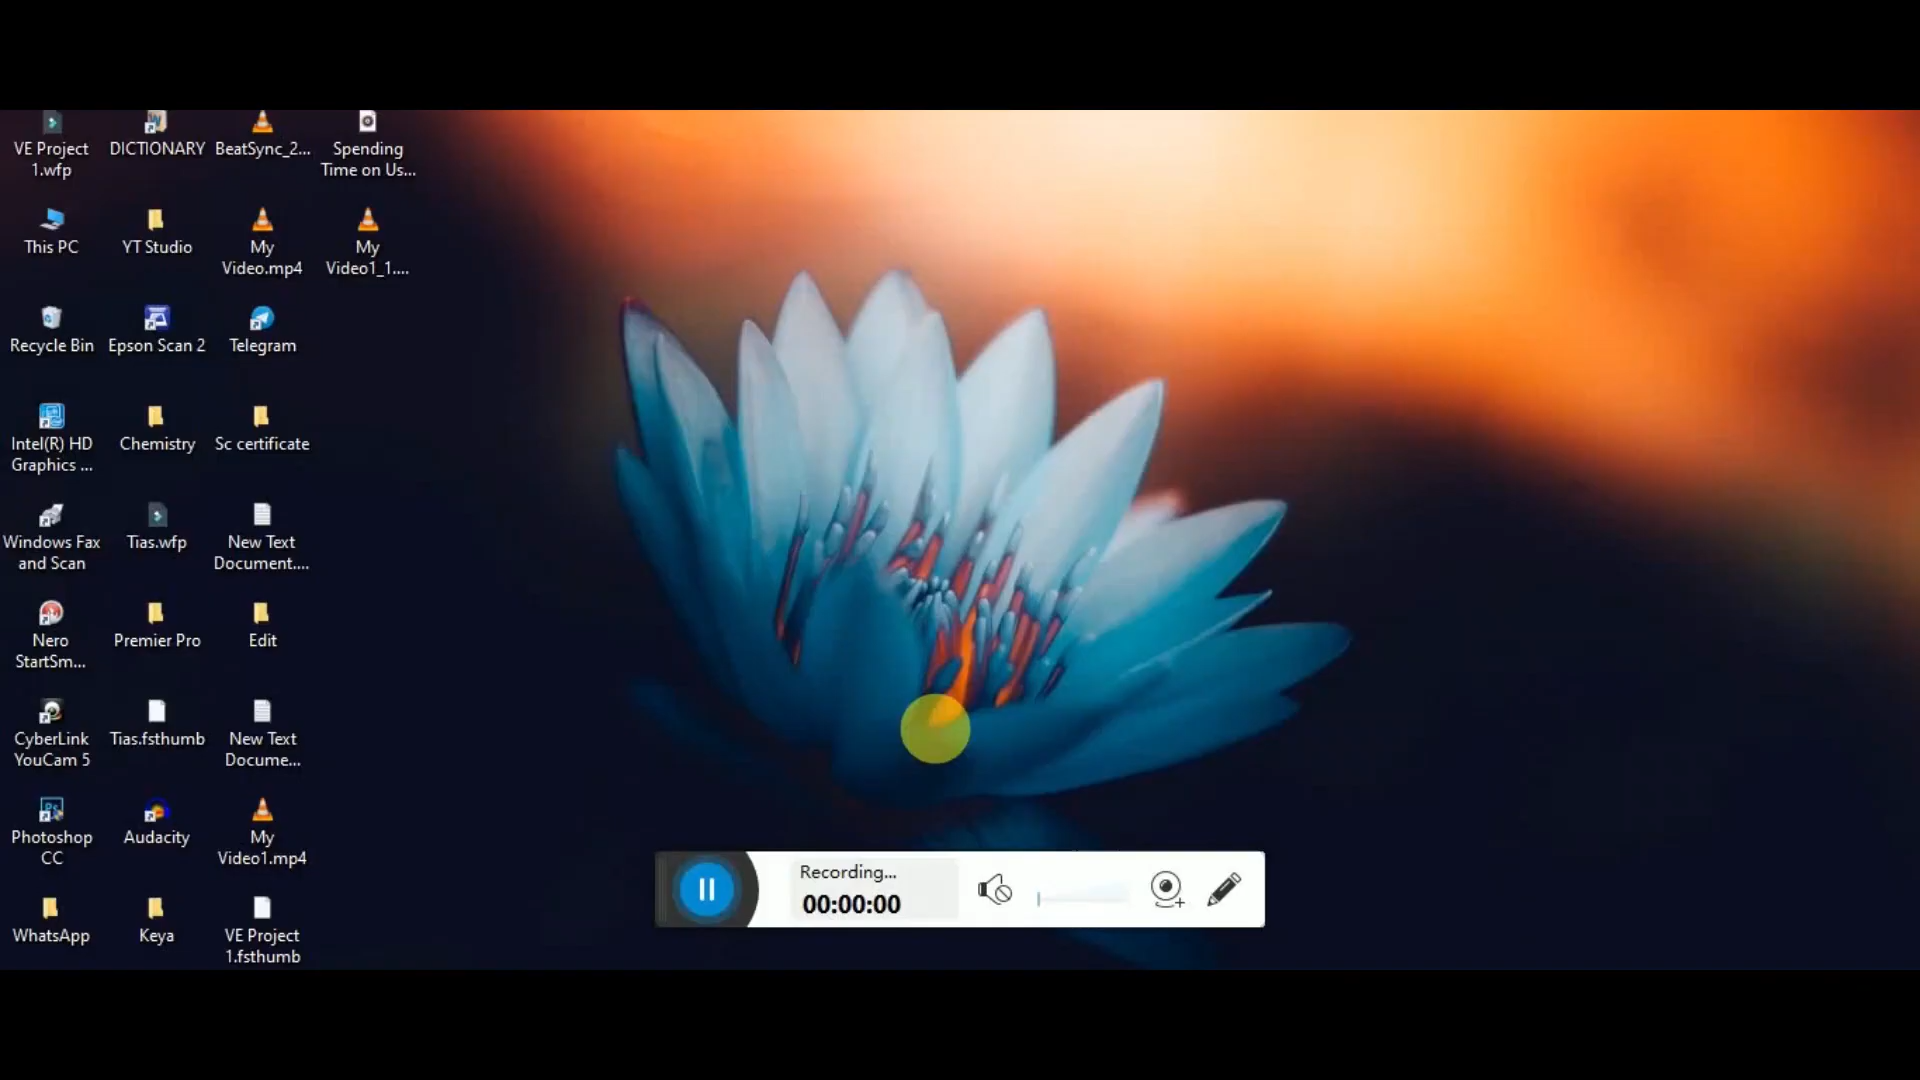 VE Project
1.wfp
DICTIONARY
BeatSync_2...
Spending
Time on Us...
This PC
YT Studio
My
Video.mp4
My
Video1_1....
Recycle Bin
Epson Scan 2
Telegram
Intel(R) HD
Graphics ...
Chemistry
Sc certificate
Windows Fax
and Scan
Tias.wfp
New Text
Document....
Nero
StartSm...
Premier Pro
Edit
CyberLink
YouCam 5
Tias.fsthumb
New Text
Docume...
Photoshop
CC
Audacity
My
Video1.mp4
WhatsApp
Keya
VE Project
1.fsthumb
Recording...
00:00:00